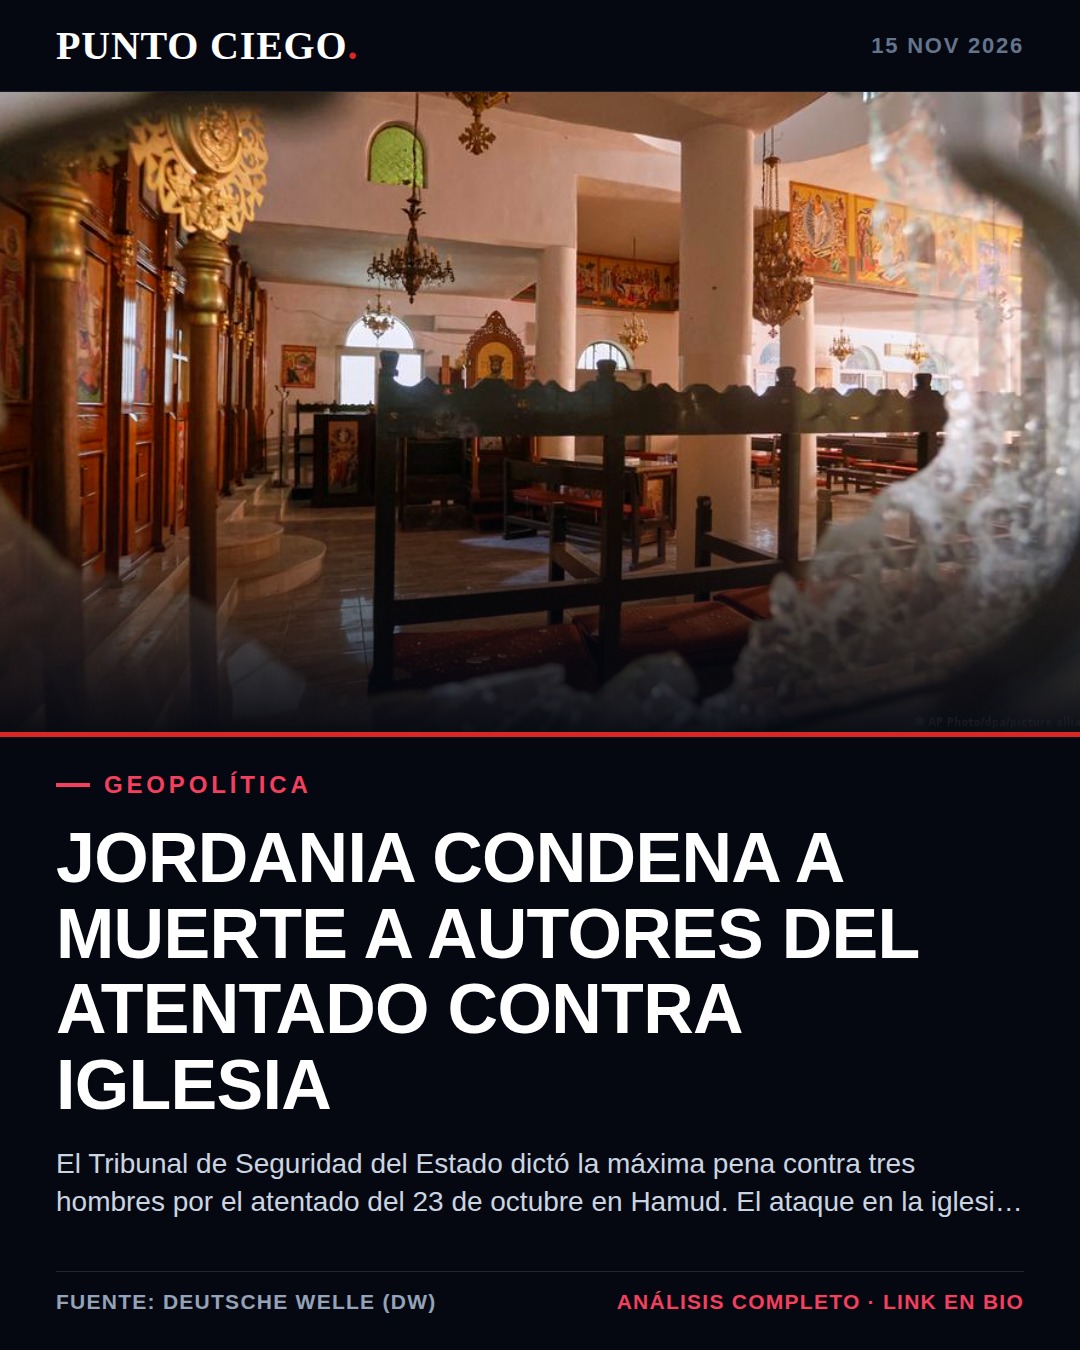 PUNTO CIEGO.
15 NOV 2026
© AP Photo/dpa/picture allia
GEOPOLÍTICA
JORDANIA CONDENA A
MUERTE A AUTORES DEL
ATENTADO CONTRA
IGLESIA
El Tribunal de Seguridad del Estado dictó la máxima pena contra tres
hombres por el atentado del 23 de octubre en Hamud. El ataque en la iglesi…
FUENTE: DEUTSCHE WELLE (DW)
ANÁLISIS COMPLETO · LINK EN BIO